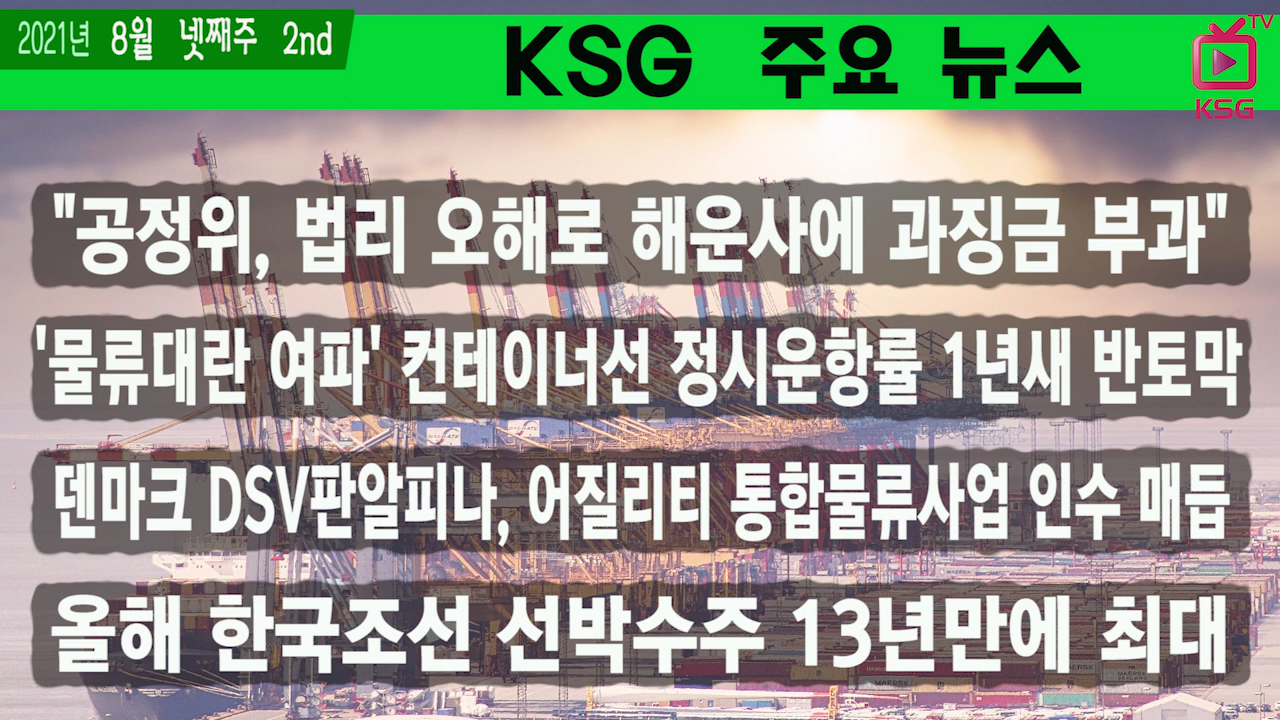 2021년 8월 넷째주 2nd
KSG 주요 뉴스
TV
KSG
"공정위, 법리 오해로 해운사에 과징금 부과"
'물류대란 여파' 컨테이너선 정시운항률 1년새 반토막
덴마크 DSV판알피나, 어질리티 통합물류사업 인수 매듭
올해 한국조선 선박수주 13년만에 최대